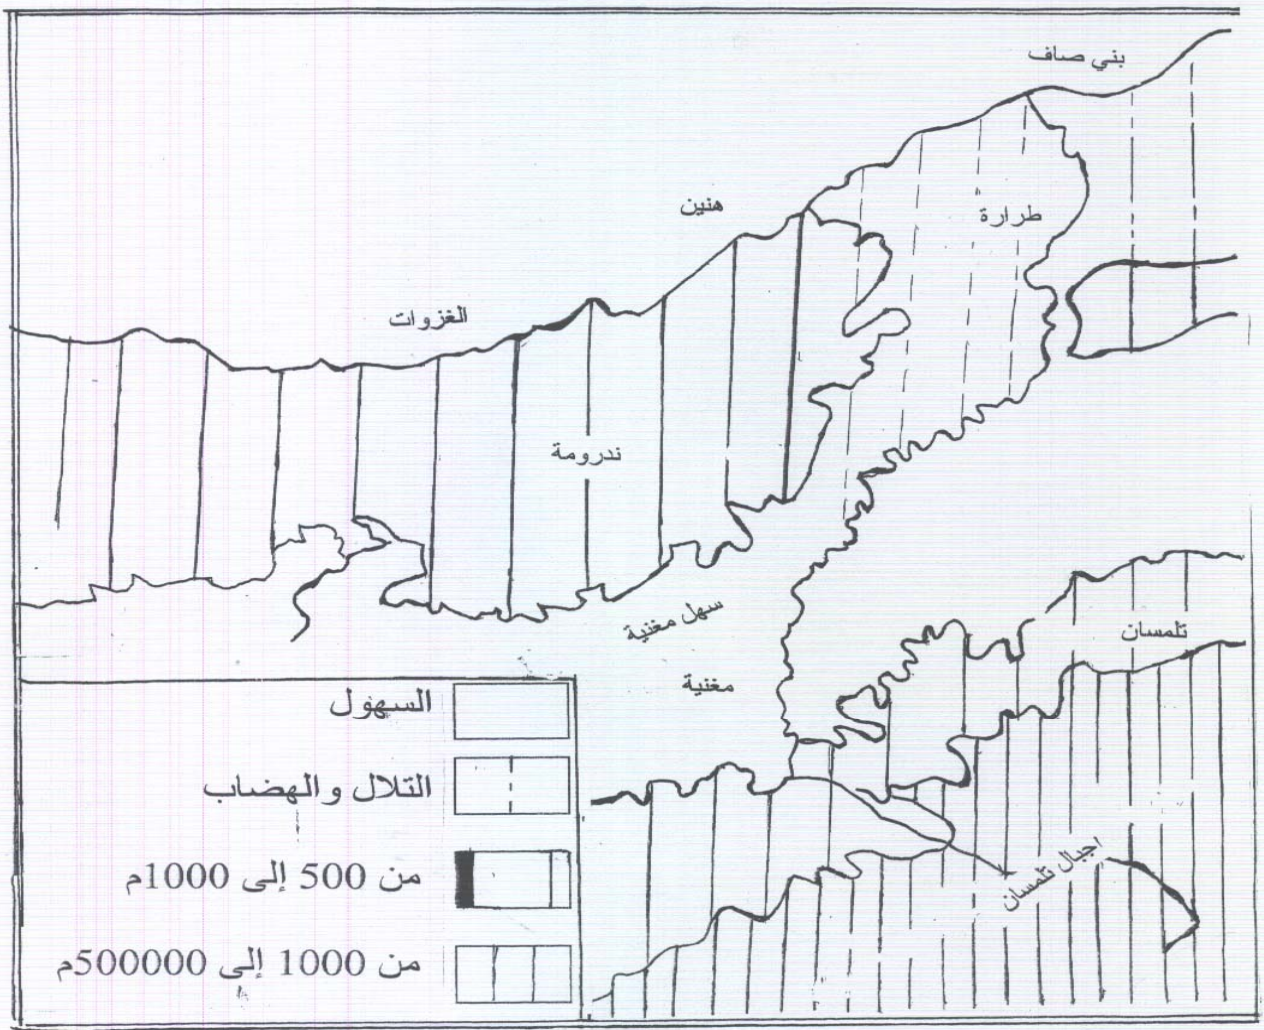 بني صاف
هنين
طرارة
الغزوات
ندرومة
سهل مغنية
تلمسان
مغنية
اجبال تلمسان
السهول
التلال والهضاب
من 500 إلى 1000م
من 1000 إلى 500000م